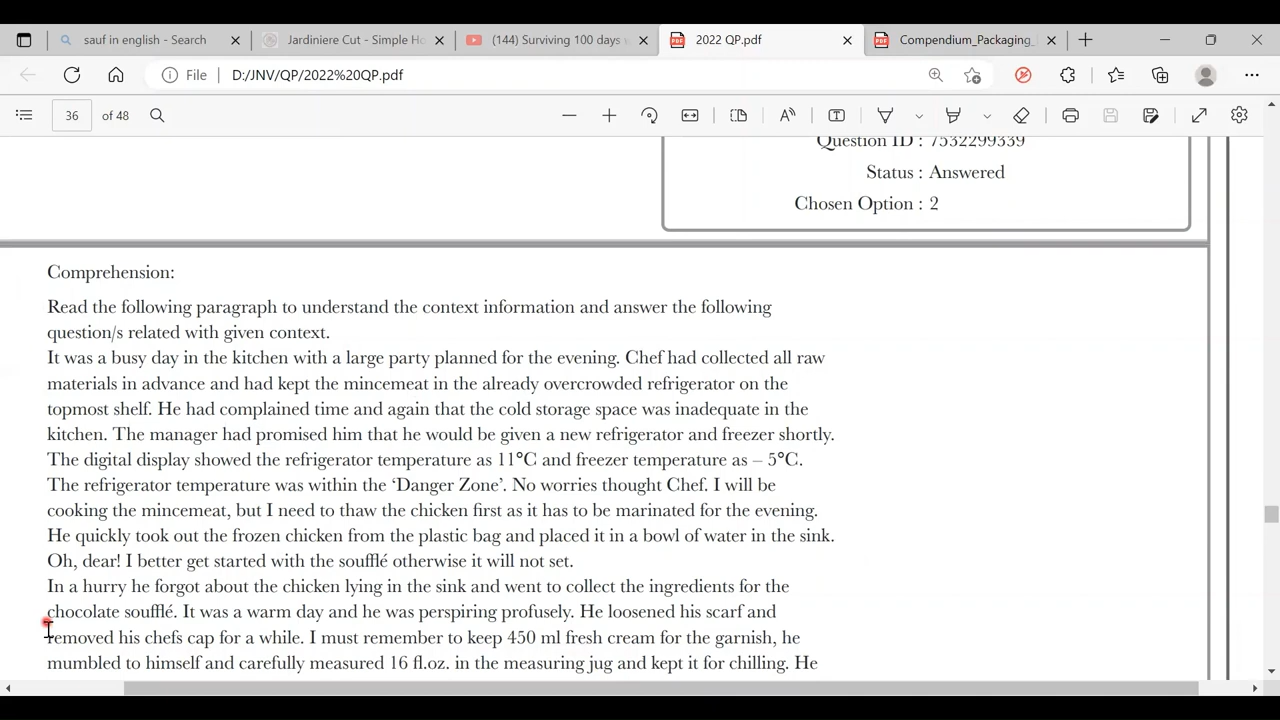 sauf in english - Search
Jardiniere Cut - Simple Ho
(144) Surviving 100 days
2022 QP.pdf
Compendium_Packaging_
File
D:/JNV/QP/2022%20QP.pdf
36
of 48
Question ID : 7532299339
Status : Answered
Chosen Option : 2
Comprehension:
Read the following paragraph to understand the context information and answer the following
question/s related with given context.
It was a busy day in the kitchen with a large party planned for the evening. Chef had collected all raw
materials in advance and had kept the mincemeat in the already overcrowded refrigerator on the
topmost shelf. He had complained time and again that the cold storage space was inadequate in the
kitchen. The manager had promised him that he would be given a new refrigerator and freezer shortly.
The digital display showed the refrigerator temperature as 11°C and freezer temperature as – 5°C.
The refrigerator temperature was within the ‘Danger Zone’. No worries thought Chef. I will be
cooking the mincemeat, but I need to thaw the chicken first as it has to be marinated for the evening.
He quickly took out the frozen chicken from the plastic bag and placed it in a bowl of water in the sink.
Oh, dear! I better get started with the soufflé otherwise it will not set.
In a hurry he forgot about the chicken lying in the sink and went to collect the ingredients for the
chocolate soufflé. It was a warm day and he was perspiring profusely. He loosened his scarf and
removed his chefs cap for a while. I must remember to keep 450 ml fresh cream for the garnish, he
mumbled to himself and carefully measured 16 fl.oz. in the measuring jug and kept it for chilling. He